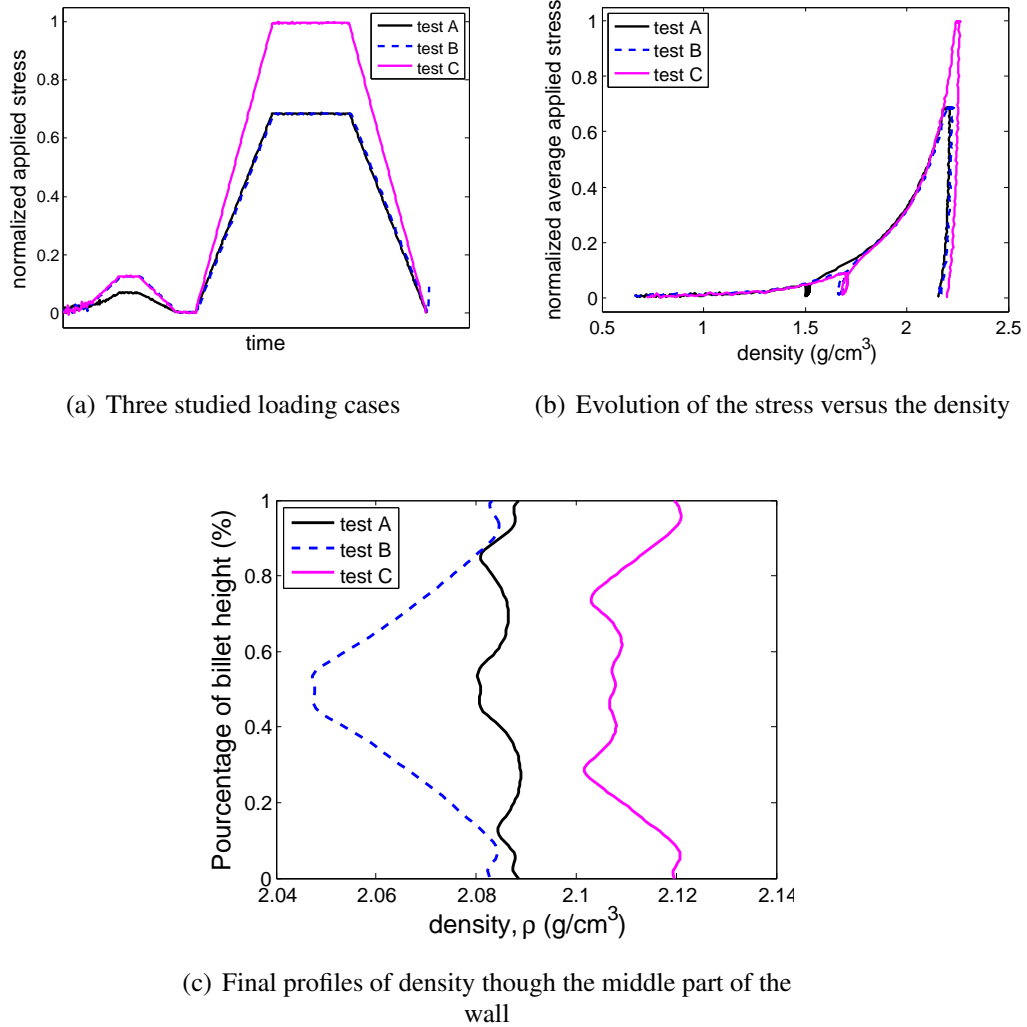 normalized applied stress
1
0.8
0.6
0.4
0.2
0
time
test A
test B
test C
(a) Three studied loading cases
normalized average applied stress
1
0.8
0.6
0.4
0.2
0
0.5 1 1.5 2 2.5
density (g/cm³)
test A
test B
test C
(b) Evolution of the stress versus the density
Pourcentage of billet height (%)
1
0.8
0.6
0.4
0.2
0
2.04 2.06 2.08 2.1 2.12 2.14
density, ρ (g/cm³)
test A
test B
test C
(c) Final profiles of density though the middle part of the
wall